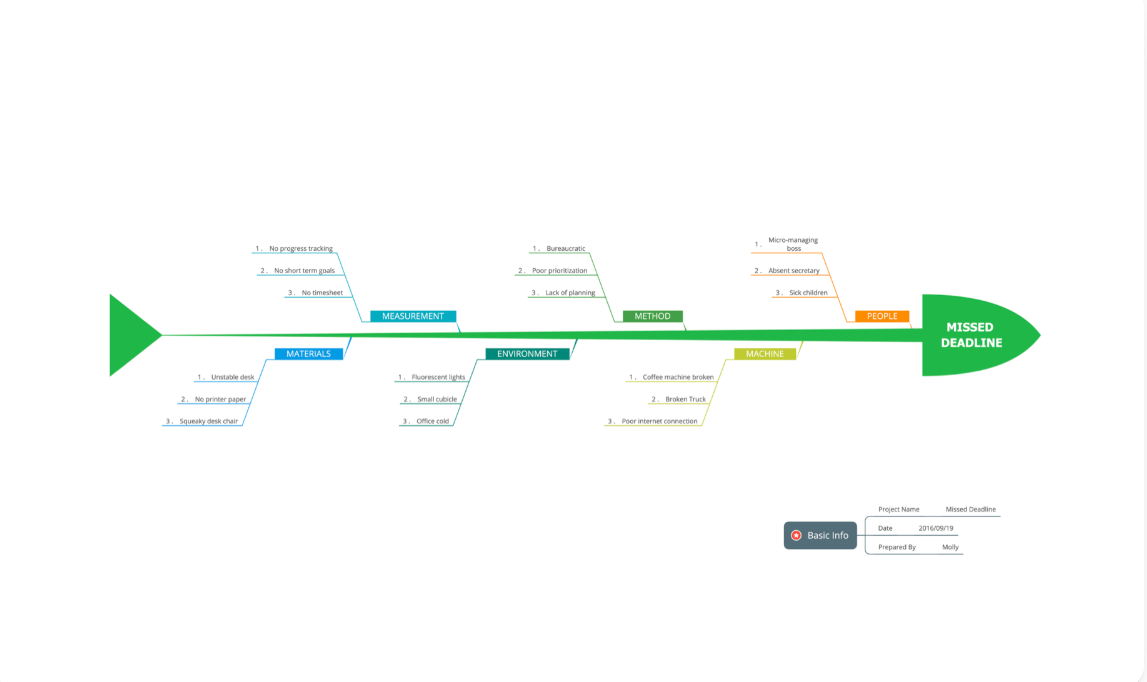 1. No progress tracking
2. No short term goals
3. No timesheet
MEASUREMENT
1. Bureaucratic
2. Poor prioritization
3. Lack of planning
METHOD
1. Micro-managing
boss
2. Absent secretary
3. Sick children
PEOPLE
MISSED
DEADLINE
MATERIALS
1. Unstable desk
2. No printer paper
3. Squeaky desk chair
ENVIRONMENT
1. Fluorescent lights
2. Small cubicle
3. Office cold
MACHINE
1. Coffee machine broken
2. Broken Truck
3. Poor internet connection
Basic Info
Project Name Missed Deadline
Date 2016/09/19
Prepared By Molly